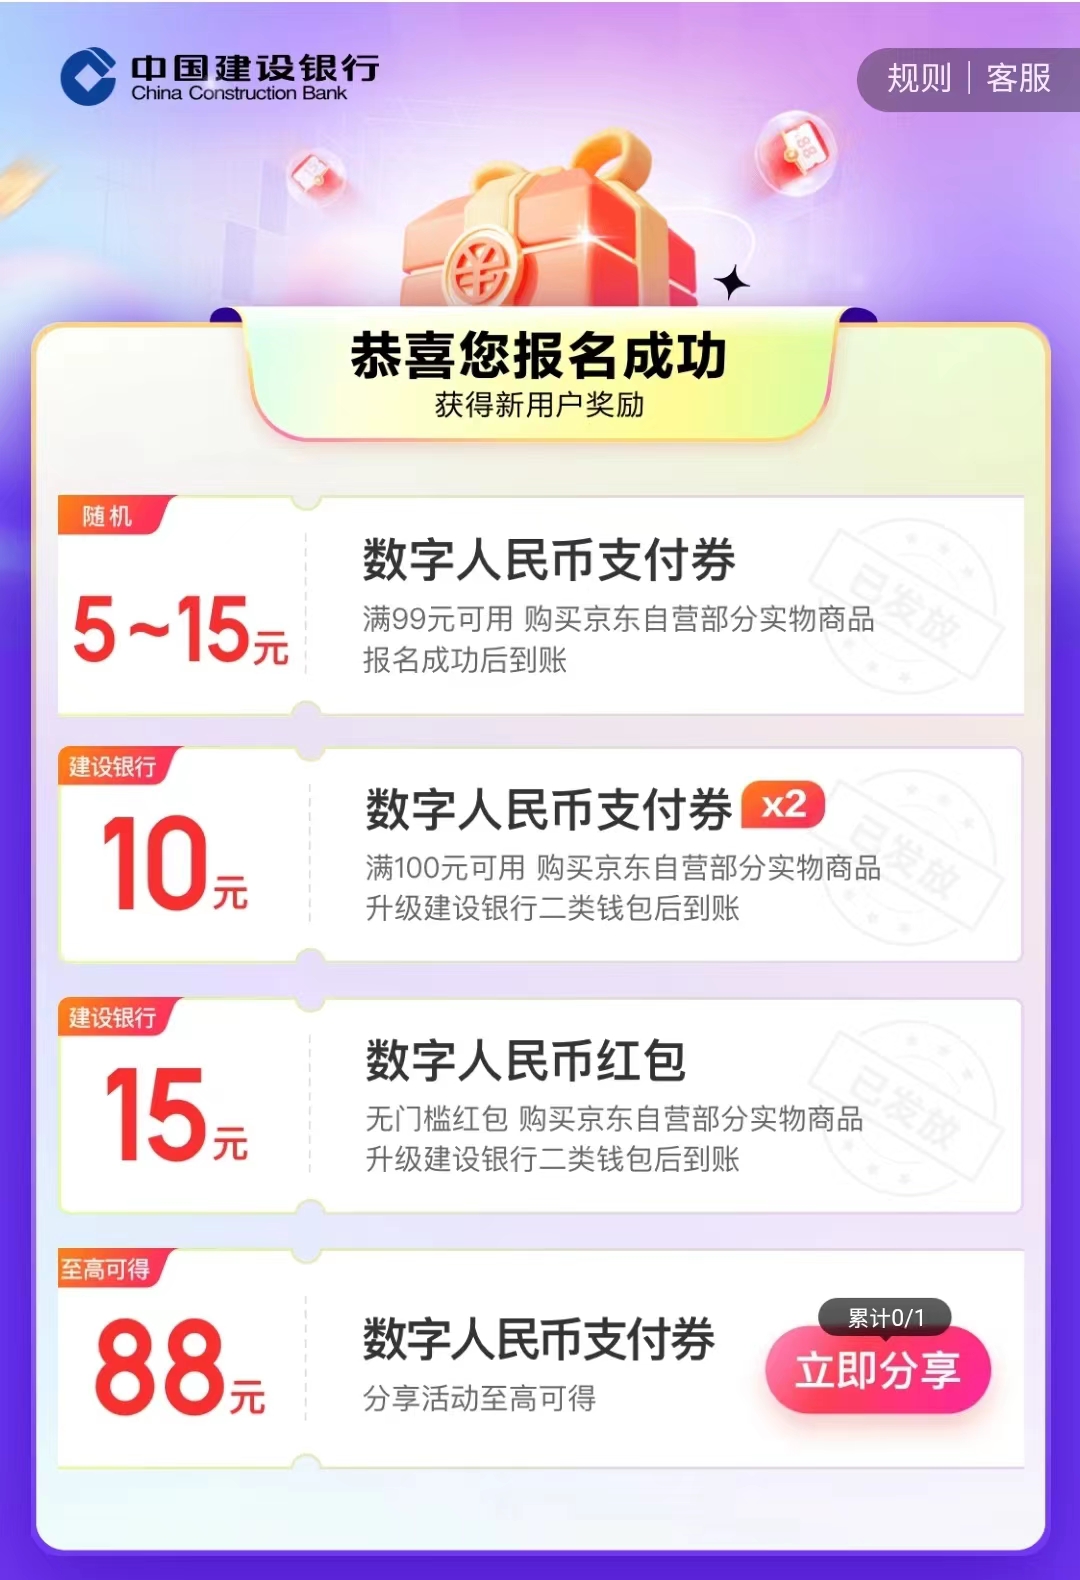 中国建设银行
China Construction Bank
规则 | 客服
恭喜您报名成功
获得新用户奖励
随机
5~15元
数字人民币支付券
满99元可用 购买京东自营部分实物商品
报名成功后到账
已发放
建设银行
10元
数字人民币支付券 x2
满100元可用 购买京东自营部分实物商品
升级建设银行二类钱包后到账
已发放
建设银行
15元
数字人民币红包
无门槛红包 购买京东自营部分实物商品
升级建设银行二类钱包后到账
已发放
至高可得
88元
数字人民币支付券
分享活动至高可得
累计0/1
立即分享